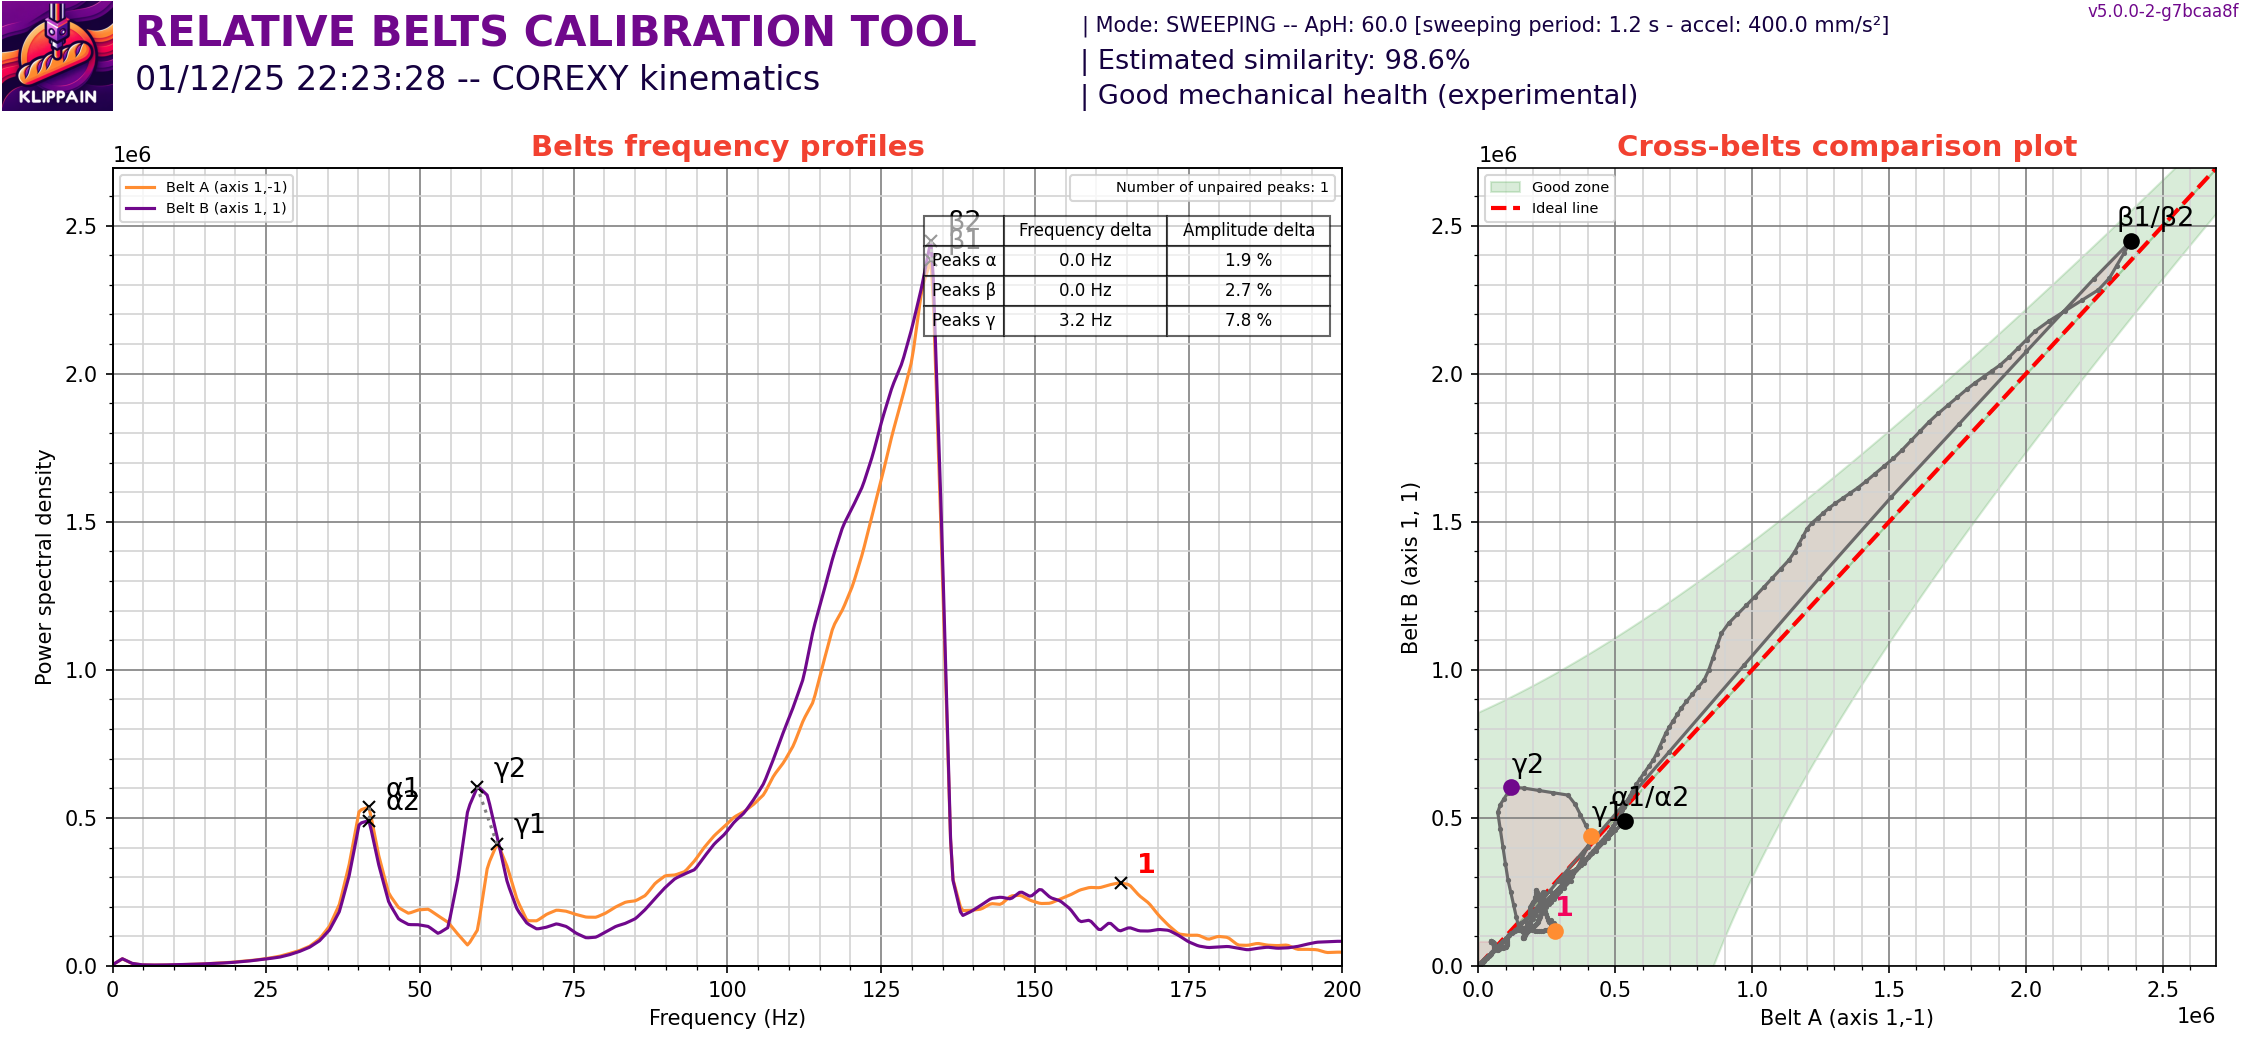 KLIPPAIN
RELATIVE BELTS CALIBRATION TOOL
01/12/25 22:23:28 -- COREXY kinematics
| Mode: SWEEPING -- ApH: 60.0 [sweeping period: 1.2 s - accel: 400.0 mm/s²]
| Estimated similarity: 98.6%
| Good mechanical health (experimental)
v5.0.0-2-g7bcaa8f
Belts frequency profiles
1e6
Belt A (axis 1,-1)
Belt B (axis 1, 1)
Number of unpaired peaks: 1
Frequency delta Amplitude delta
Peaks α 0.0 Hz 1.9 %
Peaks β 0.0 Hz 2.7 %
Peaks γ 3.2 Hz 7.8 %
β2
β1
α1
α2
γ2
γ1
1
2.5
2.0
1.5
1.0
0.5
0.0
0 25 50 75 100 125 150 175 200
Power spectral density
Frequency (Hz)
Cross-belts comparison plot
1e6
Good zone
Ideal line
β1/β2
γ2
γ1
α1/α2
1
2.5
2.0
1.5
1.0
0.5
0.0
0.0 0.5 1.0 1.5 2.0 2.5
Belt B (axis 1, 1)
Belt A (axis 1,-1)
1e6